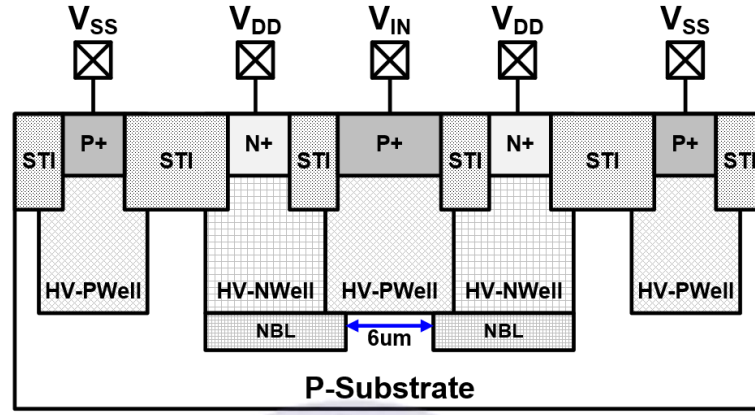 VSS VDD VIN VDD VSS
STI P+ STI N+ STI P+ STI N+ STI P+ STI
HV-PWell HV-NWell HV-PWell HV-NWell HV-PWell
NBL 6um NBL
P-Substrate